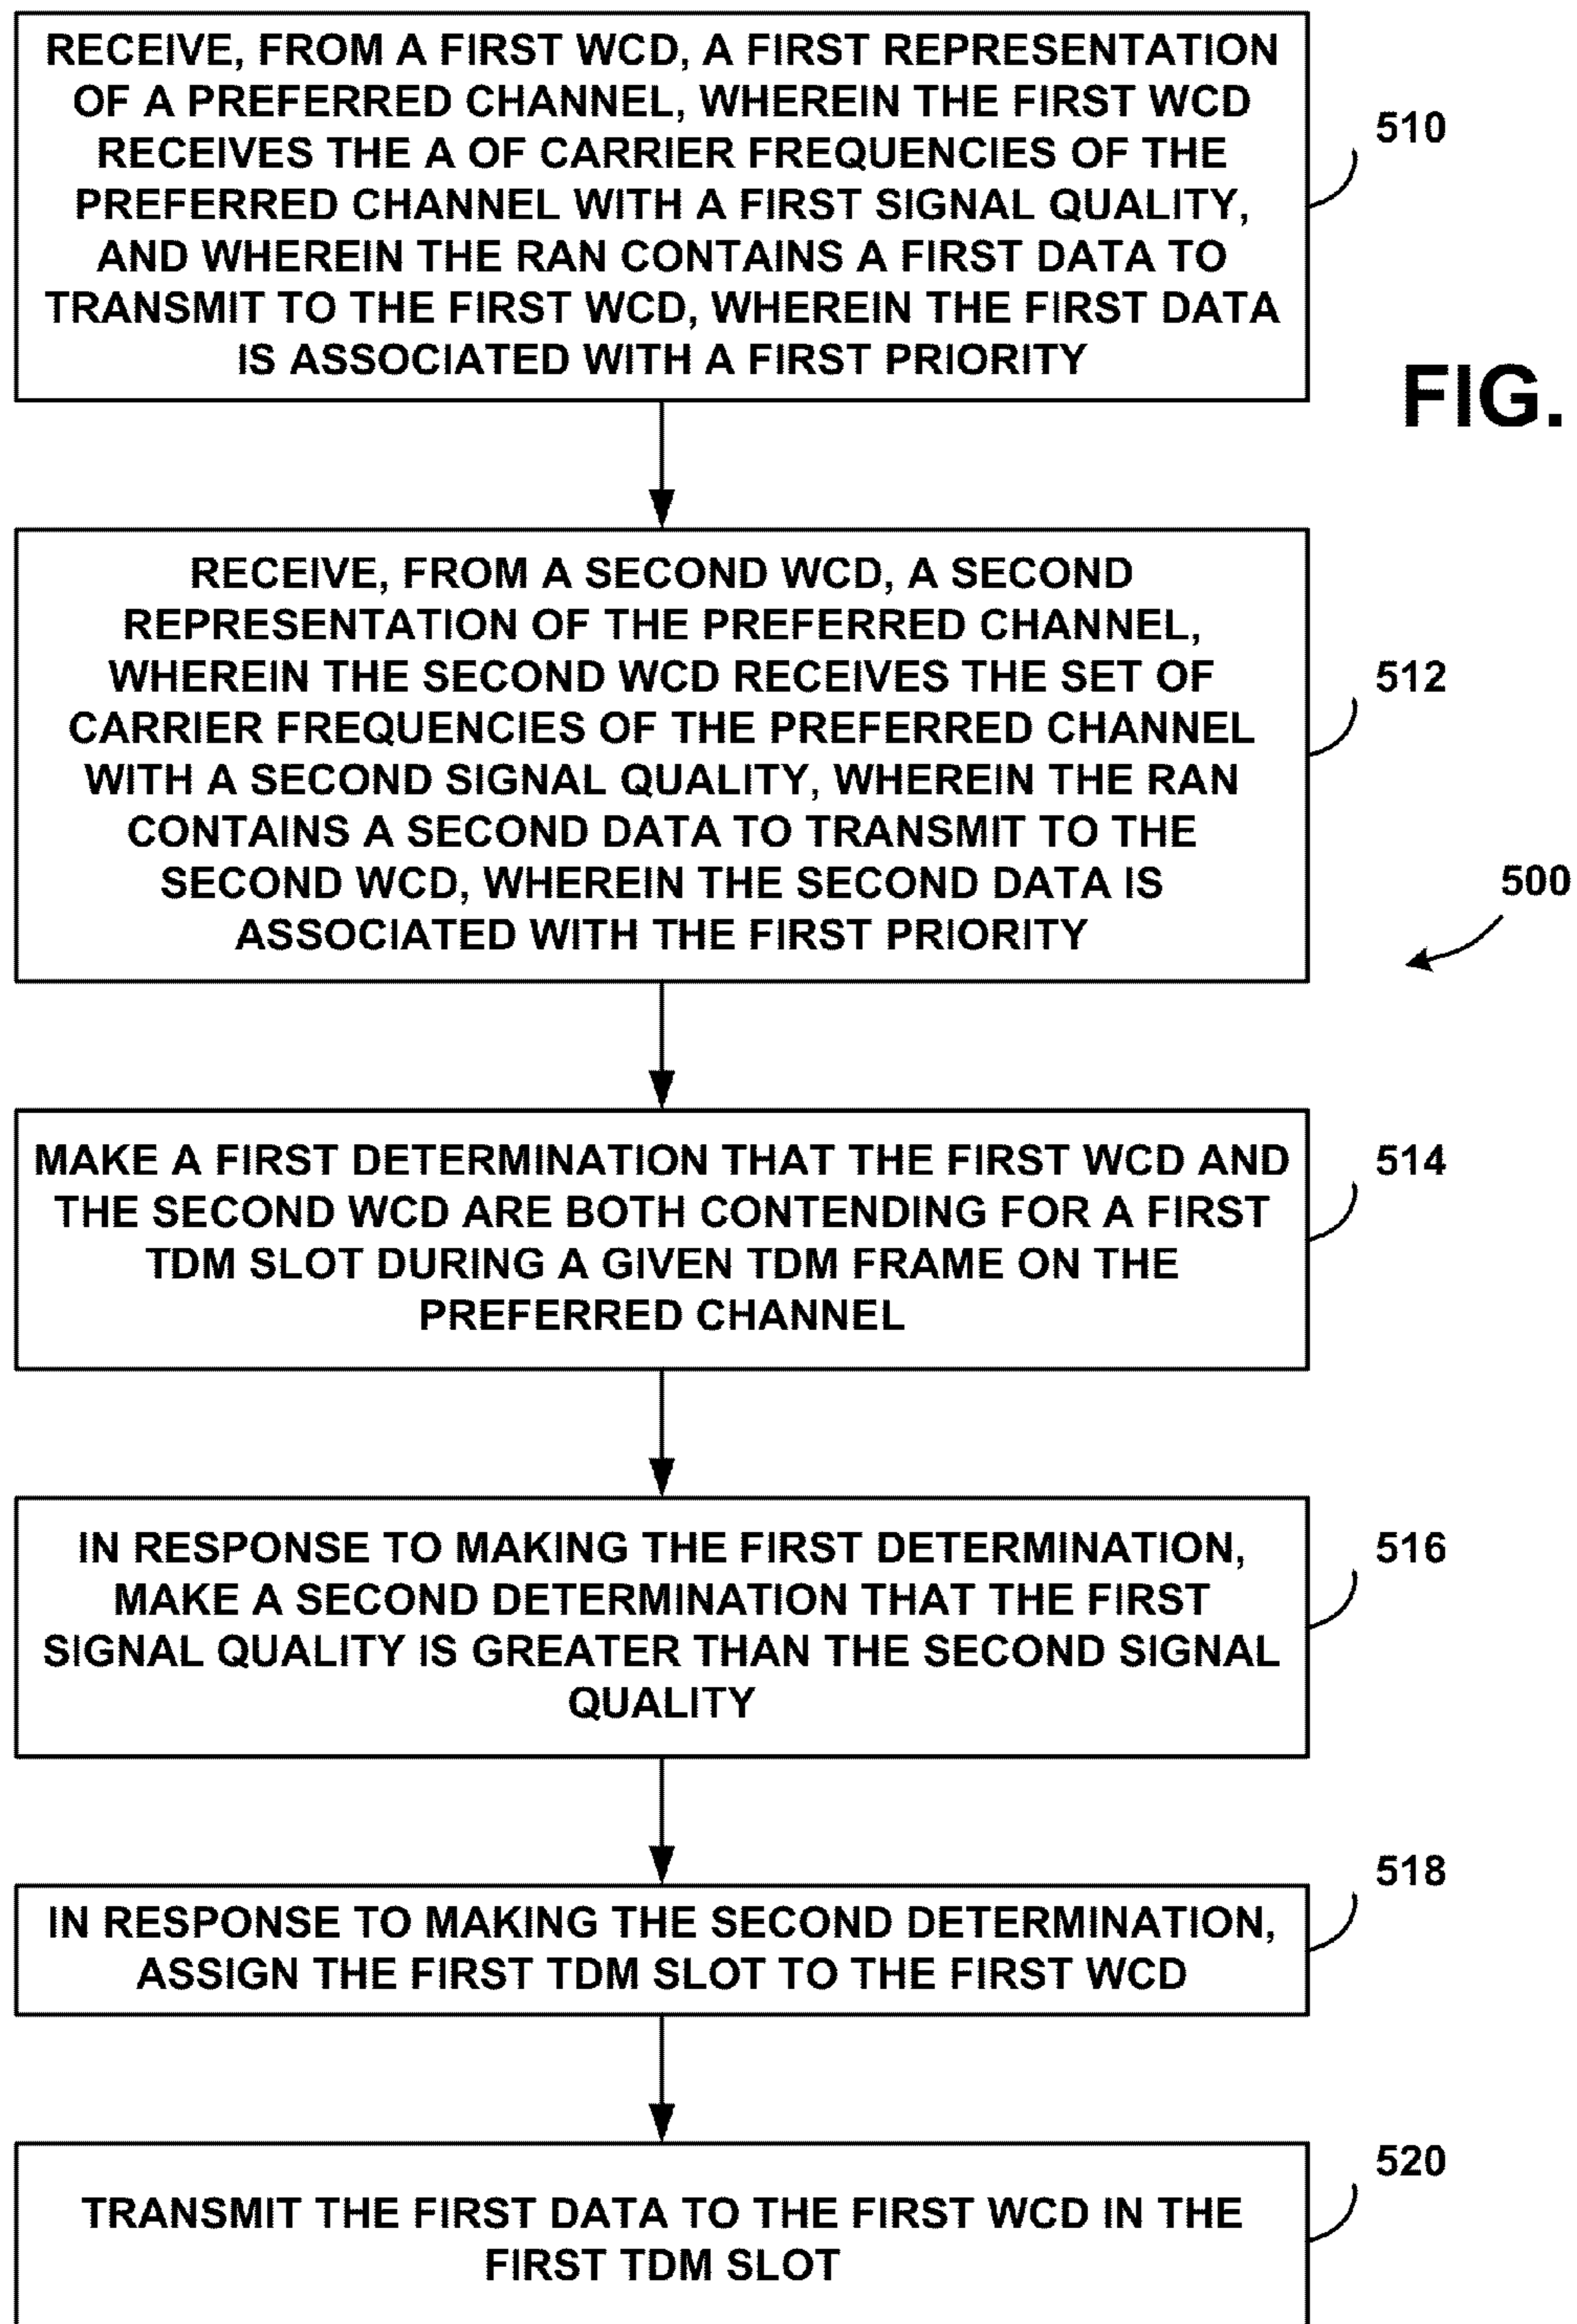 RECEIVE, FROM A FIRST WCD, A FIRST REPRESENTATION
OF A PREFERRED CHANNEL, WHEREIN THE FIRST WCD
RECEIVES THE A OF CARRIER FREQUENCIES OF THE
PREFERRED CHANNEL WITH A FIRST SIGNAL QUALITY,
AND WHEREIN THE RAN CONTAINS A FIRST DATA TO
TRANSMIT TO THE FIRST WCD, WHEREIN THE FIRST DATA
IS ASSOCIATED WITH A FIRST PRIORITY
510
FIG.
RECEIVE, FROM A SECOND WCD, A SECOND
REPRESENTATION OF THE PREFERRED CHANNEL,
WHEREIN THE SECOND WCD RECEIVES THE SET OF
CARRIER FREQUENCIES OF THE PREFERRED CHANNEL
WITH A SECOND SIGNAL QUALITY, WHEREIN THE RAN
CONTAINS A SECOND DATA TO TRANSMIT TO THE
SECOND WCD, WHEREIN THE SECOND DATA IS
ASSOCIATED WITH THE FIRST PRIORITY
512
500
MAKE A FIRST DETERMINATION THAT THE FIRST WCD AND
THE SECOND WCD ARE BOTH CONTENDING FOR A FIRST
TDM SLOT DURING A GIVEN TDM FRAME ON THE
PREFERRED CHANNEL
514
IN RESPONSE TO MAKING THE FIRST DETERMINATION,
MAKE A SECOND DETERMINATION THAT THE FIRST
SIGNAL QUALITY IS GREATER THAN THE SECOND SIGNAL
QUALITY
516
IN RESPONSE TO MAKING THE SECOND DETERMINATION,
ASSIGN THE FIRST TDM SLOT TO THE FIRST WCD
518
TRANSMIT THE FIRST DATA TO THE FIRST WCD IN THE
FIRST TDM SLOT
520